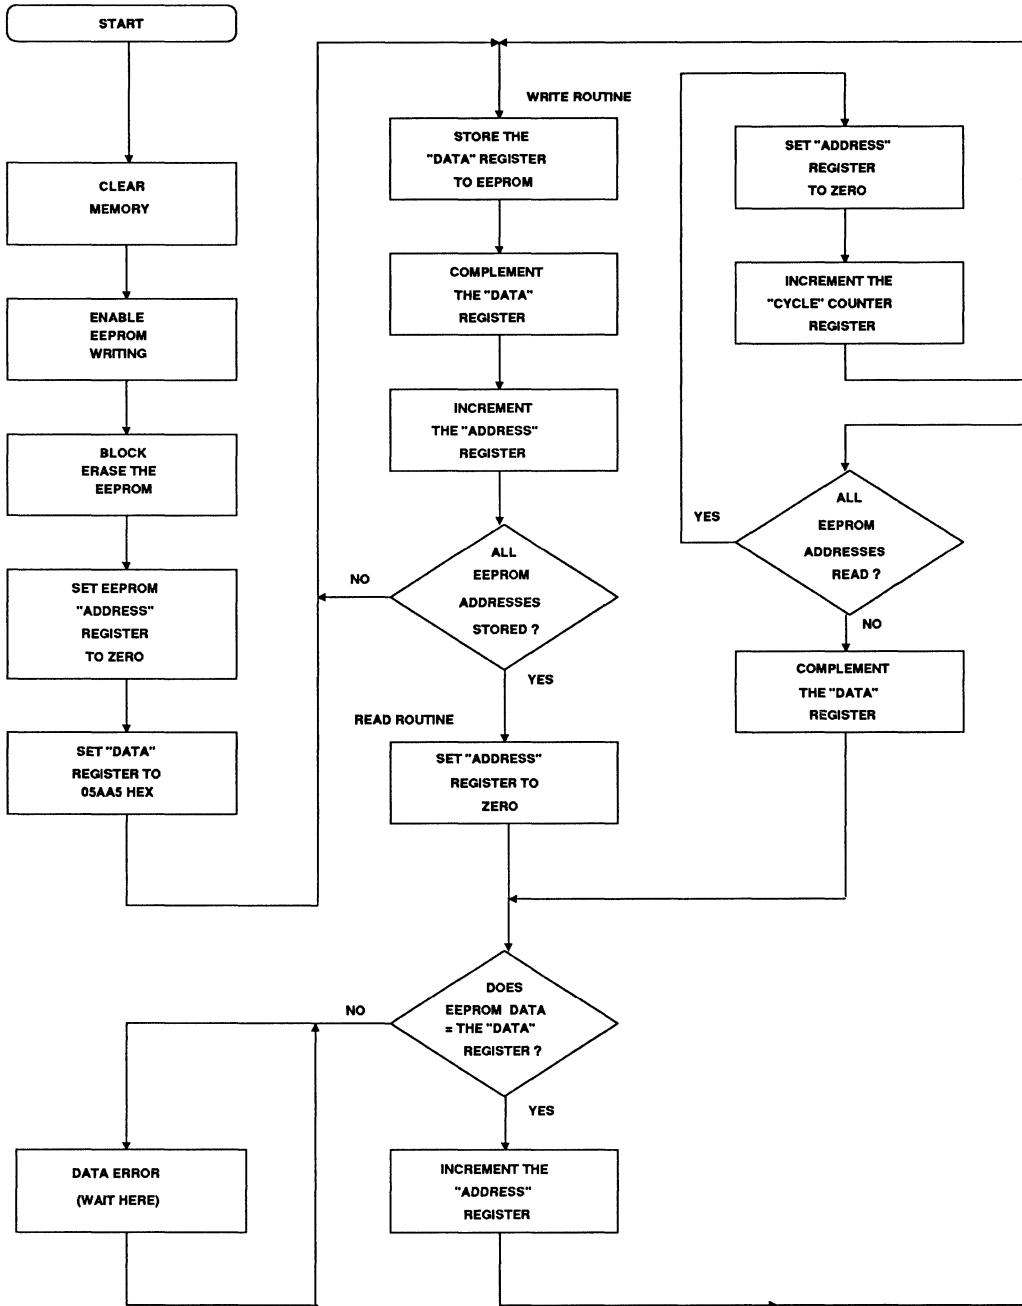 START
CLEAR
MEMORY
ENABLE
EEPROM
WRITING
BLOCK
ERASE THE
EEPROM
SET EEPROM
"ADDRESS"
REGISTER
TO ZERO
SET "DATA"
REGISTER TO
05AA5 HEX
WRITE ROUTINE
STORE THE
"DATA" REGISTER
TO EEPROM
COMPLEMENT
THE "DATA"
REGISTER
INCREMENT
THE "ADDRESS"
REGISTER
ALL
EEPROM
ADDRESSES
STORED ?
NO
YES
READ ROUTINE
SET "ADDRESS"
REGISTER TO
ZERO
DOES
EEPROM DATA
= THE "DATA"
REGISTER ?
NO
YES
DATA ERROR
(WAIT HERE)
INCREMENT THE
"ADDRESS"
REGISTER
SET "ADDRESS"
REGISTER
TO ZERO
INCREMENT THE
"CYCLE" COUNTER
REGISTER
ALL
EEPROM
ADDRESSES
READ ?
YES
NO
COMPLEMENT
THE "DATA"
REGISTER